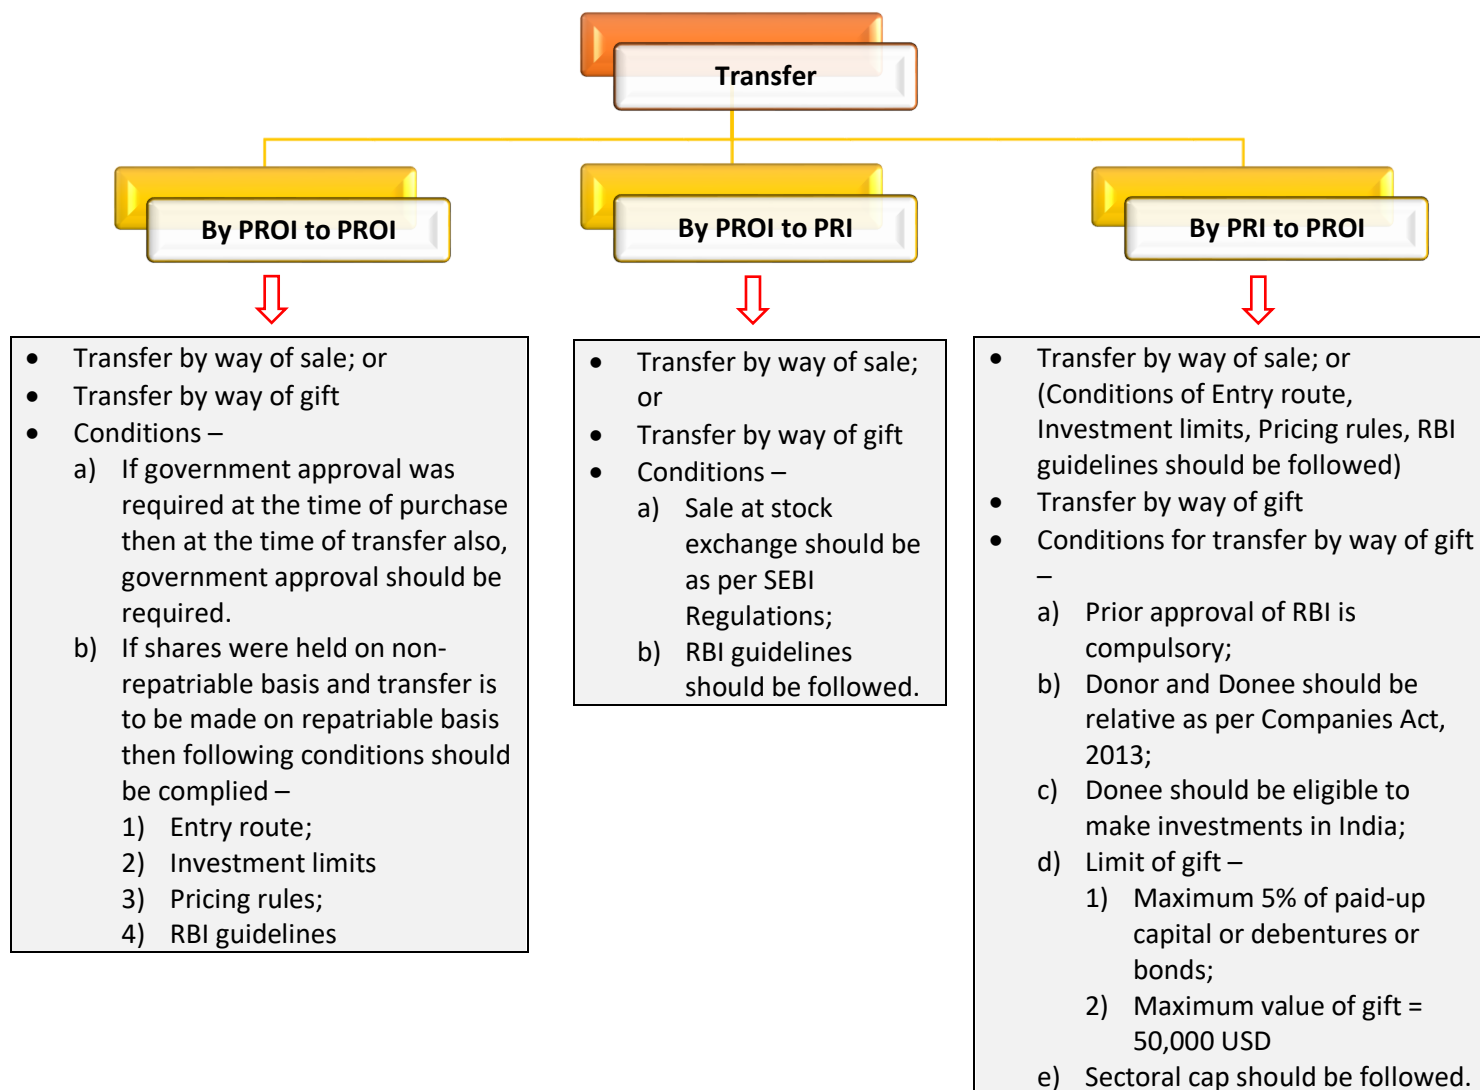 Transfer
By PROI to PROI
By PROI to PRI
By PRI to PROI
• Transfer by way of sale; or
• Transfer by way of gift
• Conditions –
a) If government approval was
required at the time of purchase
then at the time of transfer also,
government approval should be
required.
b) If shares were held on non-
repatriable basis and transfer is
to be made on repatriable basis
then following conditions should
be complied –
1) Entry route;
2) Investment limits
3) Pricing rules;
4) RBI guidelines
• Transfer by way of sale;
or
• Transfer by way of gift
• Conditions –
a) Sale at stock
exchange should be
as per SEBI
Regulations;
b) RBI guidelines
should be followed.
• Transfer by way of sale; or
(Conditions of Entry route,
Investment limits, Pricing rules, RBI
guidelines should be followed)
• Transfer by way of gift
• Conditions for transfer by way of gift
–
a) Prior approval of RBI is
compulsory;
b) Donor and Donee should be
relative as per Companies Act,
2013;
c) Donee should be eligible to
make investments in India;
d) Limit of gift –
1) Maximum 5% of paid-up
capital or debentures or
bonds;
2) Maximum value of gift =
50,000 USD
e) Sectoral cap should be followed.